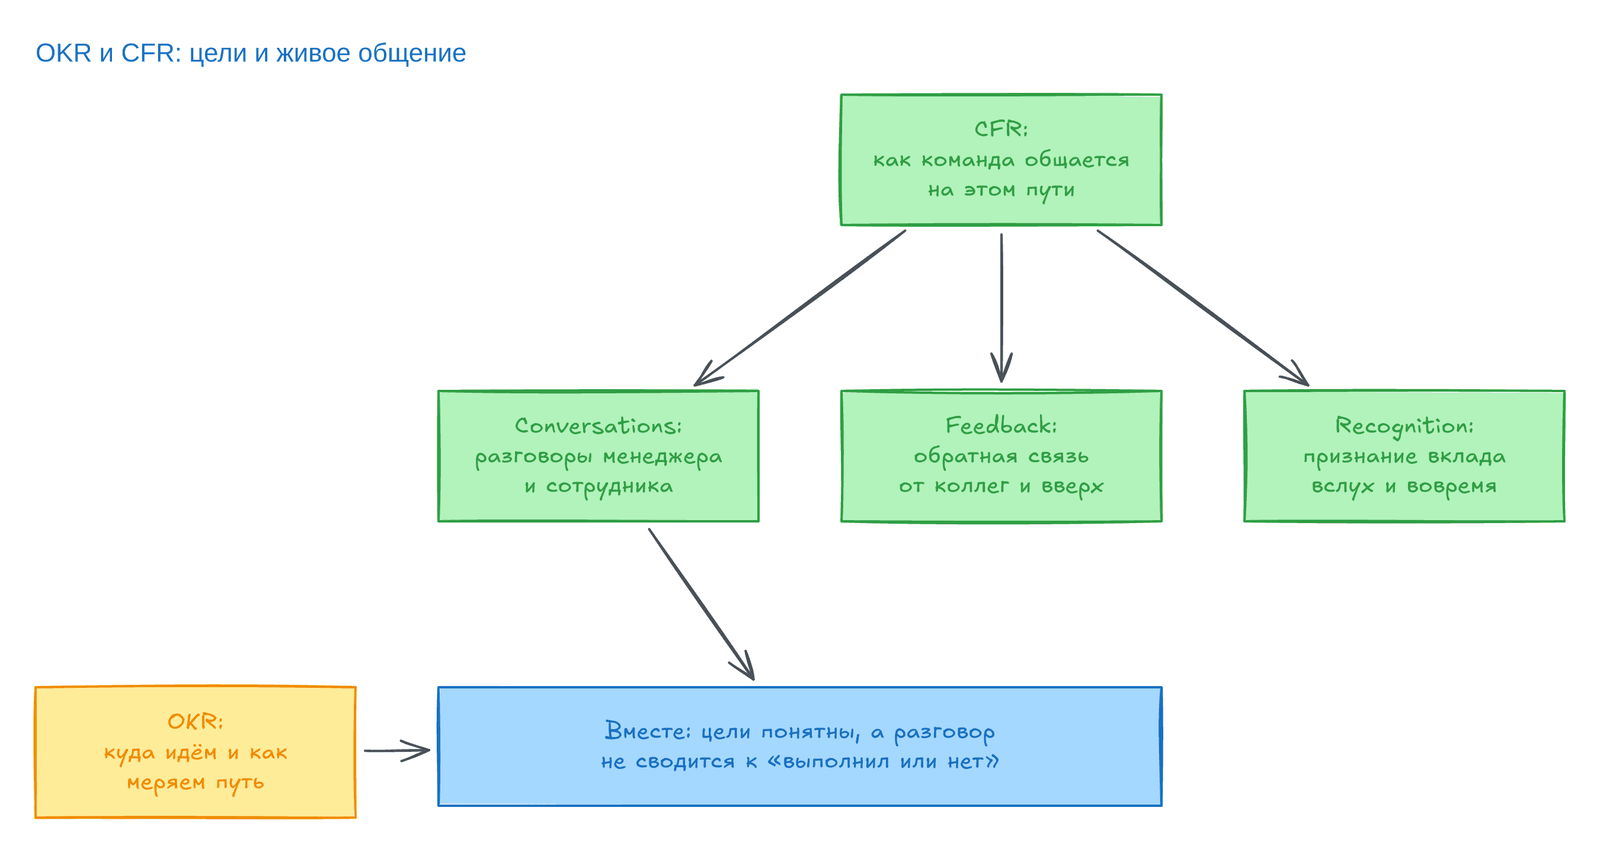 OKR и CFR: цели и живое общение
CFR:
как команда общается
на этом пути
Conversations:
разговоры менеджера
и сотрудника
Feedback:
обратная связь
от коллег и вверх
Recognition:
признание вклада
вслух и вовремя
OKR:
куда идём и как
меряем путь
Вместе: цели понятны, а разговор
не сводится к «выполнил или нет»